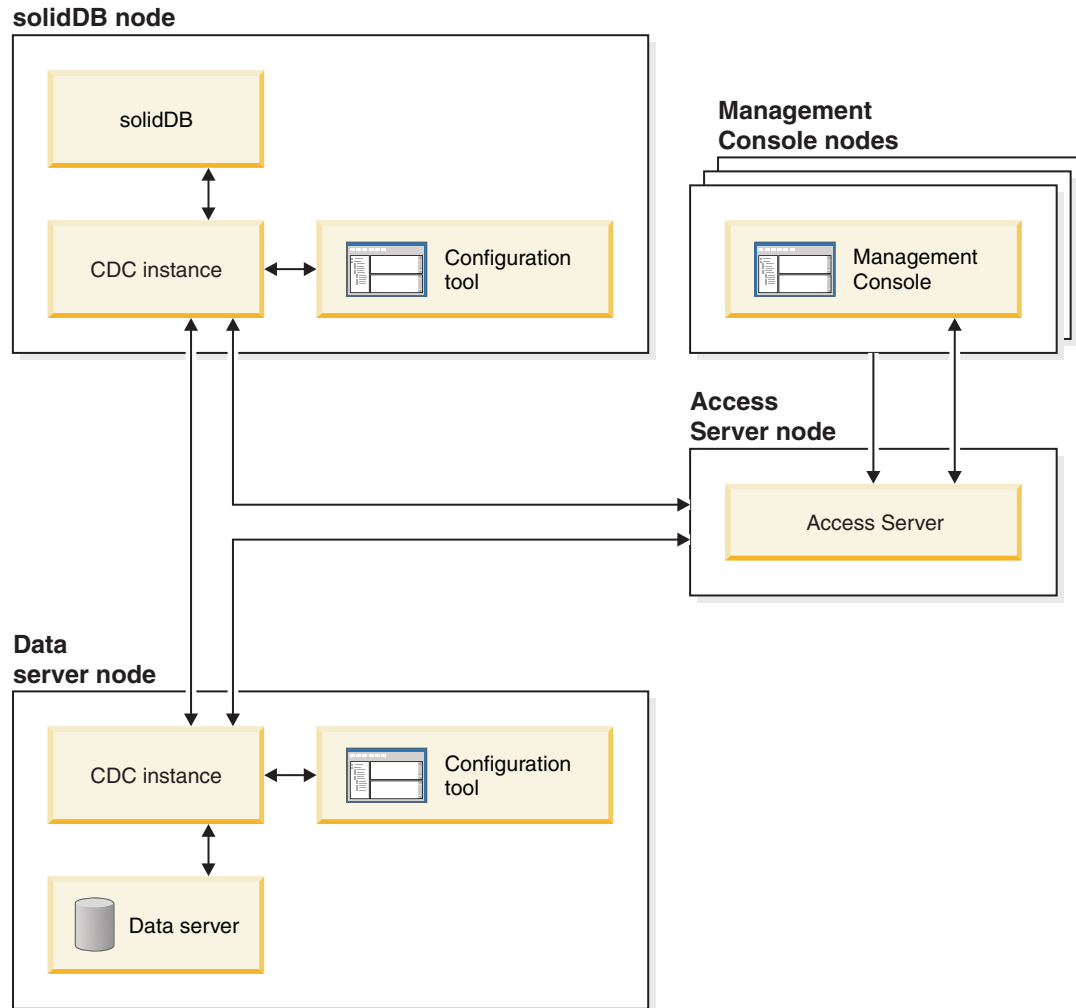 solidDB node
solidDB
CDC instance
Configuration
tool
Management
Console nodes
Management
Console
Access
Server node
Access Server
Data
server node
CDC instance
Configuration
tool
Data server